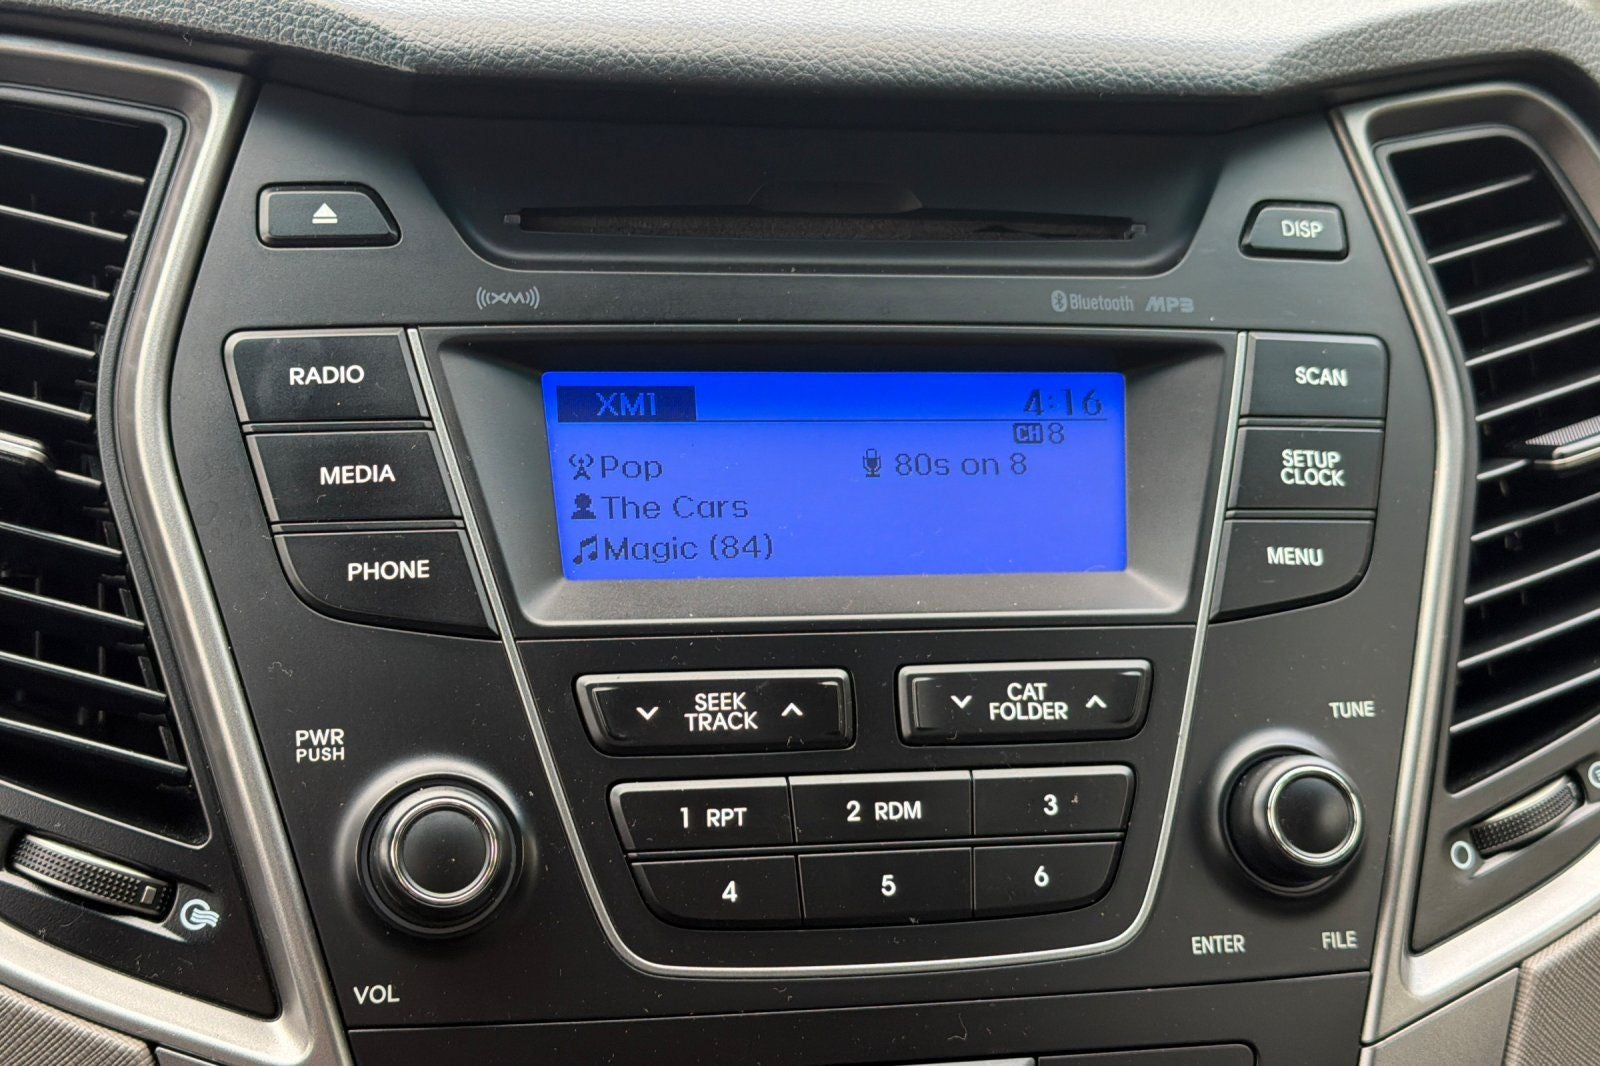 DISP
XM
Bluetooth MP3
RADIO
MEDIA
PHONE
XM1 4:16
CH 8
Pop 80s on 8
The Cars
Magic (84)
SCAN
SETUP
CLOCK
MENU
SEEK
TRACK
CAT
FOLDER
PWR
PUSH
VOL
1 RPT
2 RDM
3
4
5
6
TUNE
ENTER
FILE